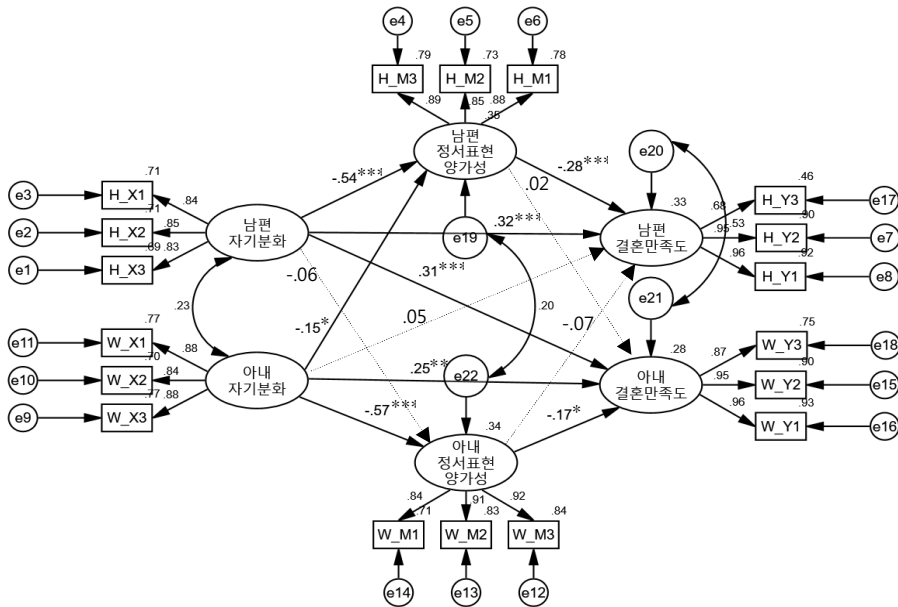 e4
e5
e6
.79
.73
.78
H_M3
H_M2
H_M1
.89
.85
.88
.35
남편
정서표현
양가성
e20
-.54***
-.28***
.02
.71
e3
H_X1
.84
.71
e2
H_X2
.85
.69
.83
e1
H_X3
남편
자기분화
.32***
e19
.33
남편
결혼만족도
.46
.68
H_Y3
e17
.90
.95
.53
H_Y2
e7
.92
.96
H_Y1
e8
-.06
.31***
e21
.23
-.15*
.05
.20
-.07
.77
e11
W_X1
.88
.70
e10
W_X2
.84
.77
.88
e9
W_X3
아내
자기분화
.25**
e22
.28
아내
결혼만족도
.75
.87
W_Y3
e18
.90
.95
W_Y2
e15
.93
.96
W_Y1
e16
-.57***
-.17*
.34
아내
정서표현
양가성
.84
.91
.92
.71
.83
.84
W_M1
W_M2
W_M3
e14
e13
e12